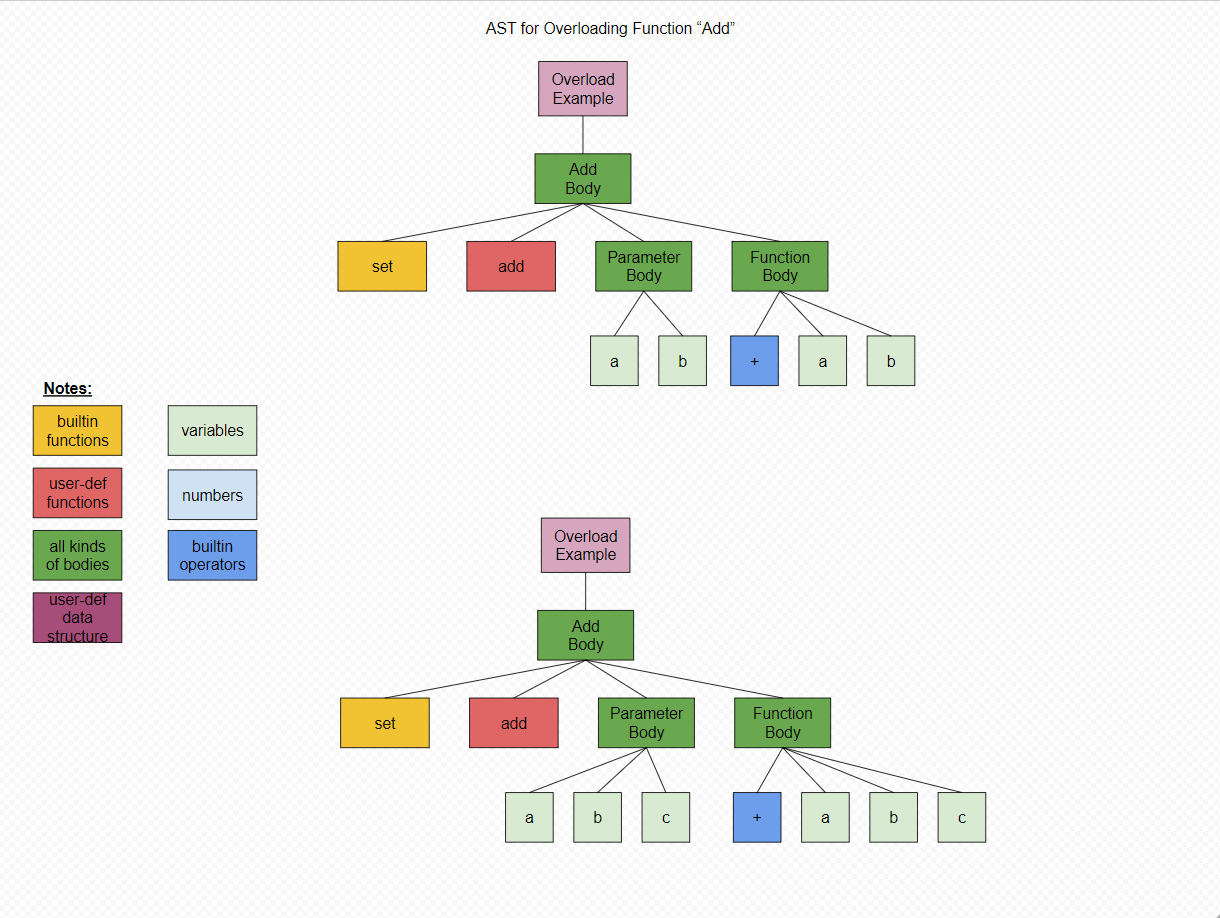 AST for Overloading Function “Add”
Overload
Example
Add
Body
set
add
Parameter
Body
Function
Body
a
b
+
a
b
Notes:
builtin
functions
variables
user-def
functions
numbers
all kinds
of bodies
builtin
operators
user-def
data
structure
Overload
Example
Add
Body
set
add
Parameter
Body
Function
Body
a
b
c
+
a
b
c